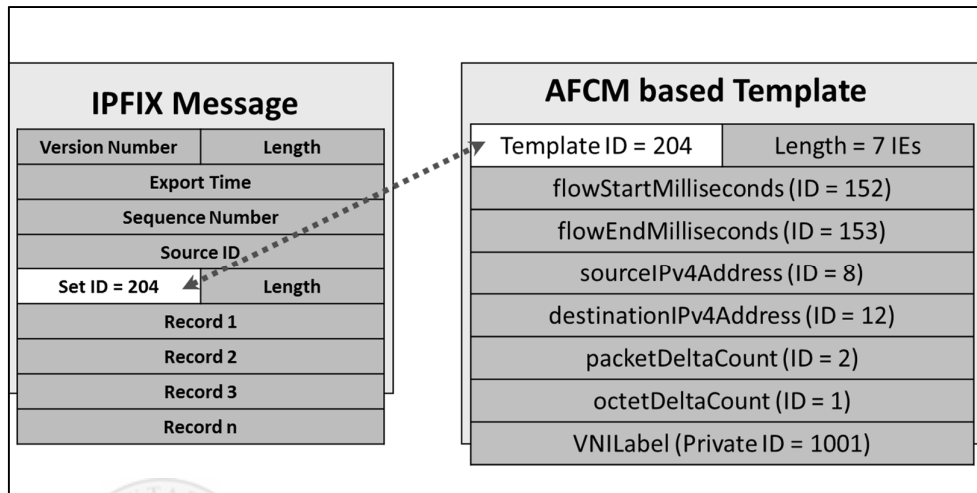 IPFIX Message
Version Number Length
Export Time
Sequence Number
Source ID
Set ID = 204 Length
Record 1
Record 2
Record 3
Record n
AFCM based Template
Template ID = 204 Length = 7 IEs
flowStartMilliseconds (ID = 152)
flowEndMilliseconds (ID = 153)
sourceIPv4Address (ID = 8)
destinationIPv4Address (ID = 12)
packetDeltaCount (ID = 2)
octetDeltaCount (ID = 1)
VNILabel (Private ID = 1001)